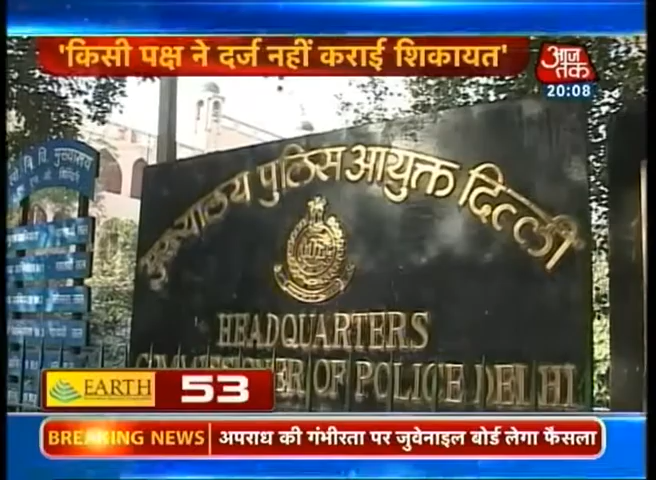 'किसी पक्ष ने दर्ज नहीं कराई शिकायत'
आज तक
20:08
मुख्यालय पुलिस आयुक्त दिल्ली
HEADQUARTERS
COMMISSIONER OF POLICE DELHI
EARTH
53
BREAKING NEWS
अपराध की गंभीरता पर जुवेनाइल बोर्ड लेगा फैसला